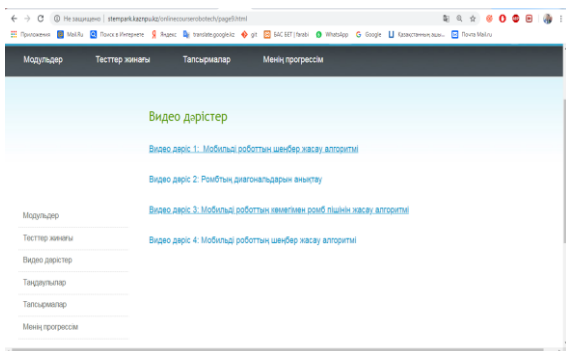 Не защищено | stempark.kaznpu.kz/onlinecourserobotech/page5.html
Приложения Mail.Ru Поиск в Интернете Яндекс translate.google.kz git БАС БЕТ | farabi WhatsApp Google Казахстанның ашы... Почта Mail.ru
Модульдер Тесттер жинағы Тапсырмалар Менің прогрессім
Видео дәрістер
Видео дәріс 1: Мобильді роботтың шеңбер жасау алгоритмі
Видео дәріс 2: Ромбтың диагональдарын анықтау
Видео дәріс 3: Мобильді роботтың көмегімен ромб пішінін жасау алгоритмі
Видео дәріс 4: Мобильді роботтың шеңбер жасау алгоритмі
Модульдер
Тесттер жинағы
Видео дәрістер
Таңдаулылар
Тапсырмалар
Менің прогрессім